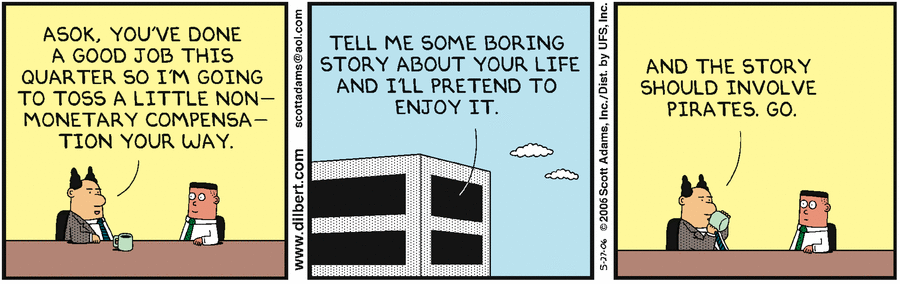 ASOK, YOU'VE DONE
A GOOD JOB THIS
QUARTER SO I'M GOING
TO TOSS A LITTLE NON–
MONETARY COMPENSA–
TION YOUR WAY.
www.dilbert.com
scottadams@aol.com
TELL ME SOME BORING
STORY ABOUT YOUR LIFE
AND I'LL PRETEND TO
ENJOY IT.
5-27-06 © 2006 Scott Adams, Inc./Dist. by UFS, Inc.
AND THE STORY
SHOULD INVOLVE
PIRATES. GO.